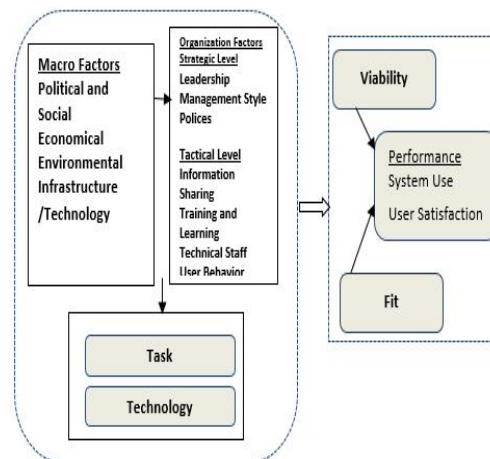 Macro Factors
Political and
Social
Economical
Environmental
Infrastructure
/Technology
Organization Factors
Strategic Level
Leadership
Management Style
Polices
Tactical Level
Information
Sharing
Training and
Learning
Technical Staff
User Behavior
Task
Technology
Viability
Performance
System Use
User Satisfaction
Fit